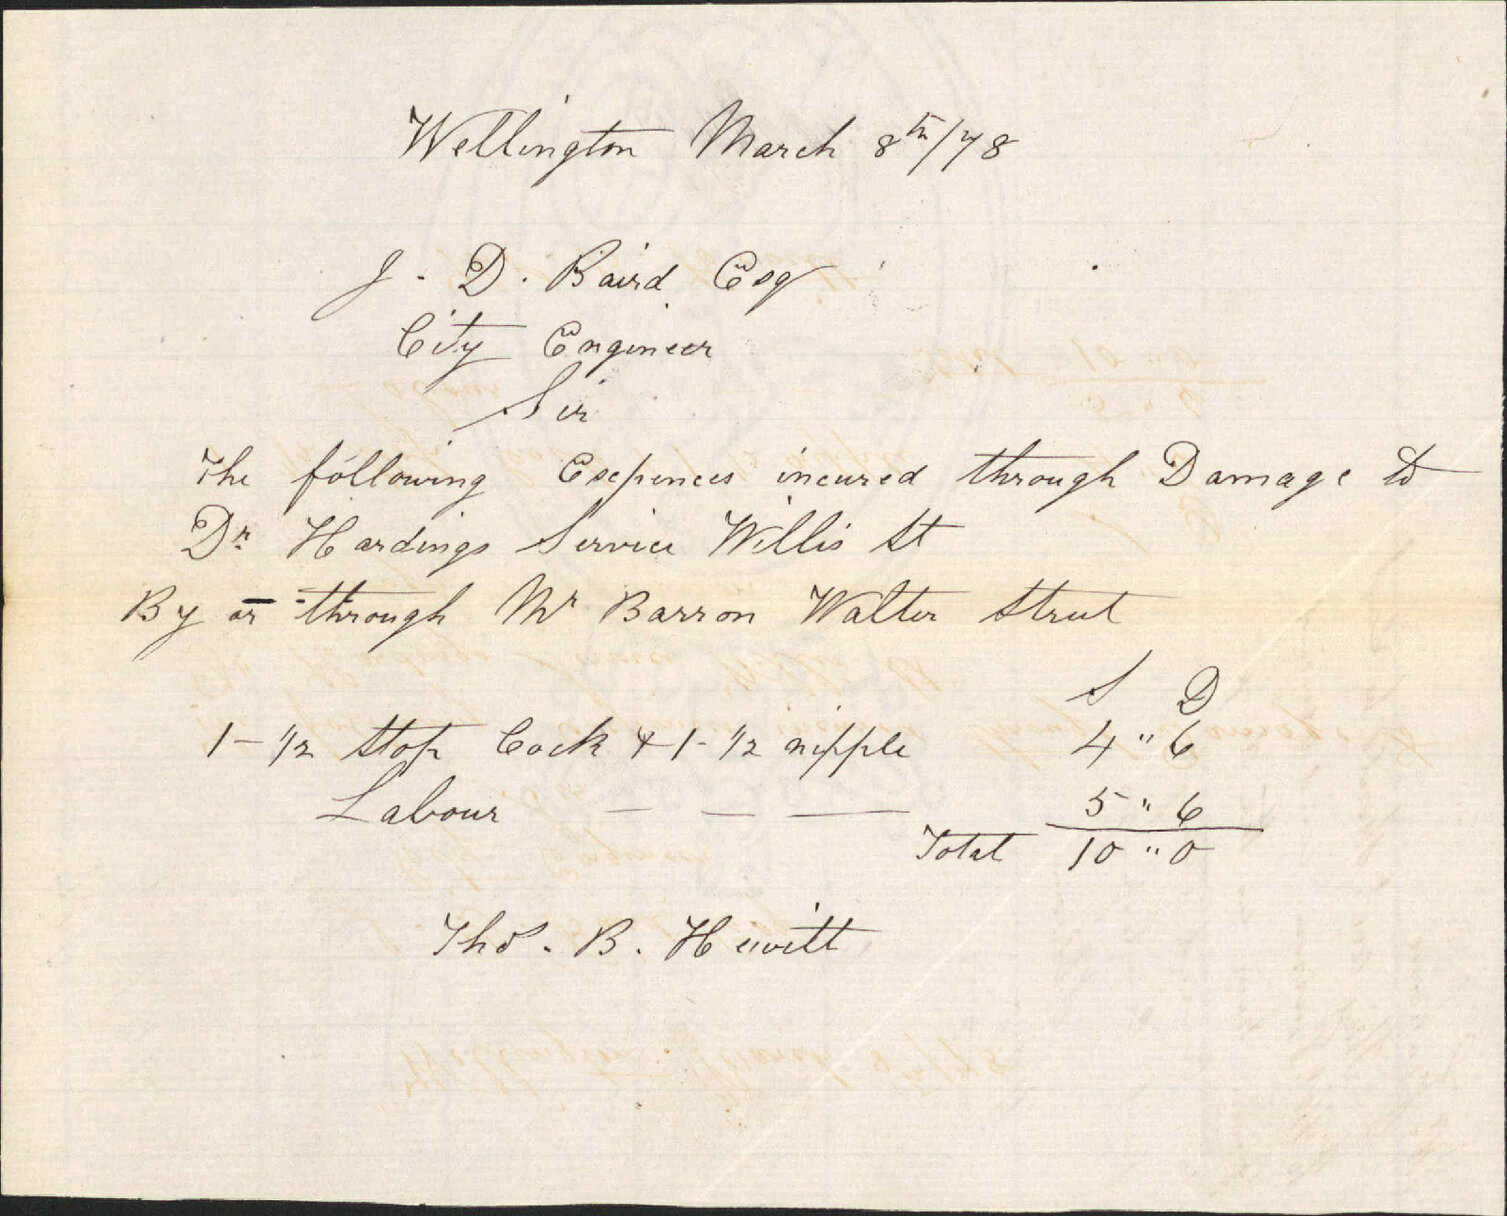 Wellington March 8th/78
J. D. Baird Esq
City Engineer
Sir
The following Expences incured through Damage to
Dr. Hardings Service Willis St
By or through Mr Barron Walter Street
S D
1-1/2 Stop Cock & 1-1/2 nipple 4 " 6
Labour — — — 5 " 6
Total 10 " 0
Thos. B. Hewitt